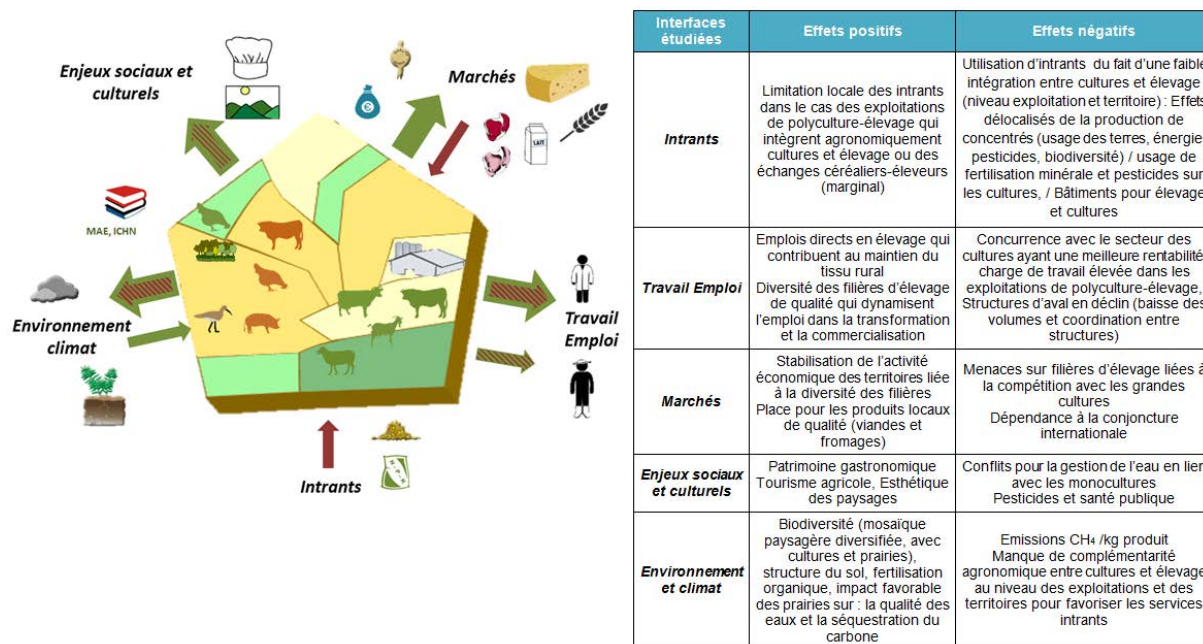 Enjeux sociaux et
culturels
Marchés
LAIT
MAE, ICHN
Environnement
climat
Travail
Emploi
Intrants
Interfaces
étudiées
Effets positifs
Effets négatifs
Intrants
Limitation locale des intrants
dans le cas des exploitations
de polyculture-élevage qui
intègrent agronomiquement
cultures et élevage ou des
échanges céréaliers-éleveurs
(marginal)
Utilisation d'intrants du fait d'une faible
intégration entre cultures et élevage
(niveau exploitation et territoire) : Effets
délocalisés de la production de
concentrés (usage des terres, énergie
pesticides, biodiversité) / usage de
fertilisation minérale et pesticides sur
les cultures, / Bâtiments pour élevage
et cultures
Travail Emploi
Emplois directs en élevage qui
contribuent au maintien du
tissu rural
Diversité des filières d'élevage
de qualité qui dynamisent
l'emploi dans la transformation
et la commercialisation
Concurrence avec le secteur des
cultures ayant une meilleure rentabilité
charge de travail élevée dans les
exploitations de polyculture-élevage,
Structures d'aval en déclin (baisse des
volumes et coordination entre
structures)
Marchés
Stabilisation de l'activité
économique des territoires liée
à la diversité des filières
Place pour les produits locaux
de qualité (viandes et
fromages)
Menaces sur filières d'élevage liées à
la compétition avec les grandes
cultures
Dépendance à la conjoncture
internationale
Enjeux sociaux
et culturels
Patrimoine gastronomique
Tourisme agricole, Esthétique
des paysages
Conflits pour la gestion de l'eau en lien
avec les monocultures
Pesticides et santé publique
Environnement
et climat
Biodiversité (mosaïque
paysagère diversifiée, avec
cultures et prairies),
structure du sol, fertilisation
organique, impact favorable
des prairies sur : la qualité des
eaux et la séquestration du
carbone
Emissions CH₄ /kg produit
Manque de complémentarité
agronomique entre cultures et élevage
au niveau des exploitations et des
territoires pour favoriser les services
intrants